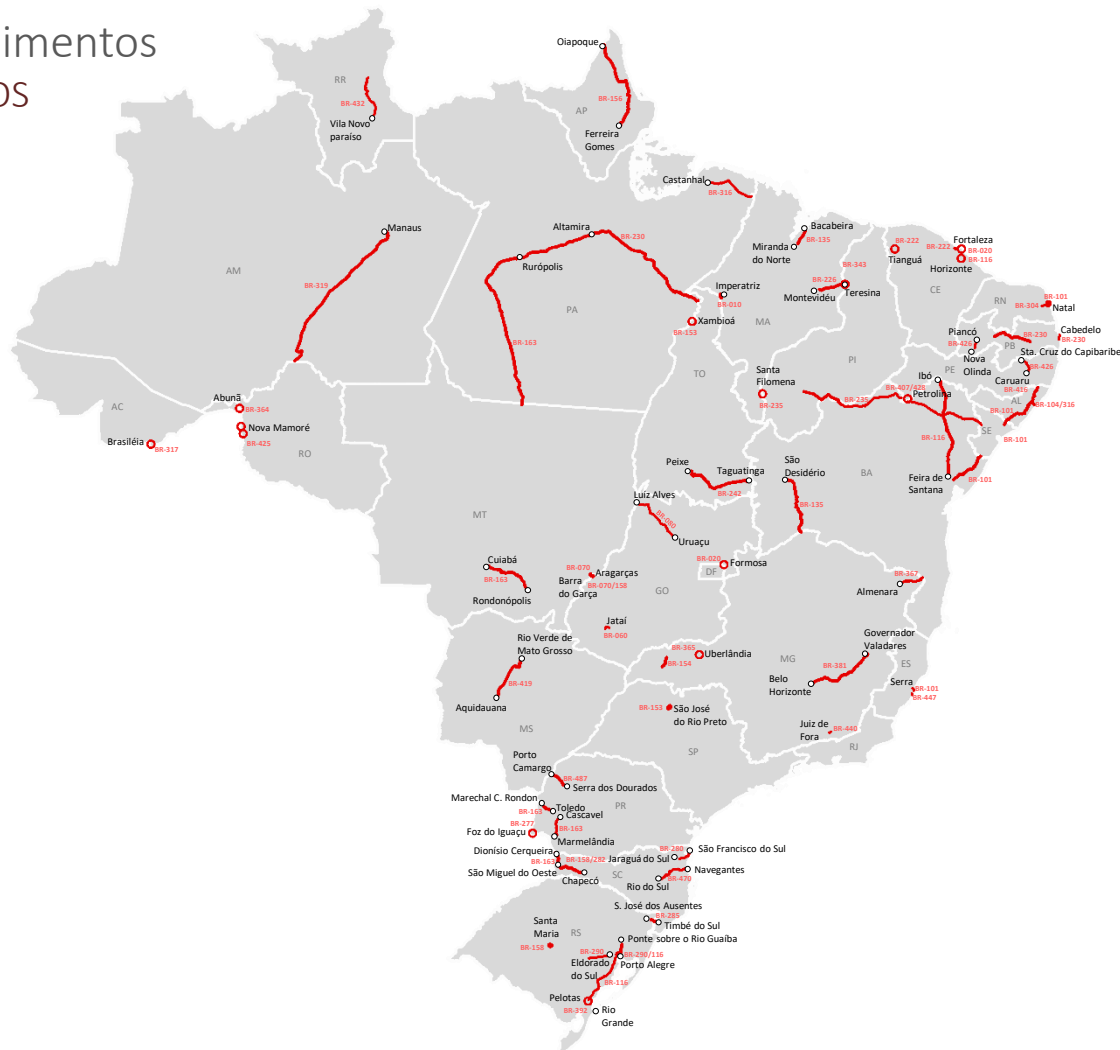 imentos
os
Oiapoque
RR
BR-432
Vila Novo
paraíso
BR-156
AP
Ferreira
Gomes
Castanhal
BR-316
Manaus
Altamira
BR-230
Rurópolis
Bacabeira
BR-135
Miranda
do Norte
BR-222
Tianguá
Fortaleza
BR-222
BR-020
BR-116
Horizonte
AM
BR-319
BR-343
BR-226
Montevidéu
Teresina
Imperatriz
BR-010
CE
RN
BR-101
BR-304
Natal
PA
Xambioá
BR-153
MA
Piancó
BR-426
Nova
Olinda
BR-230
PB
Cabedelo
BR-230
Sta. Cruz do Capibaribe
BR-426
Caruaru
BR-163
PI
TO
Santa
Filomena
BR-235
Ibó
PE
BR-407/428
Petrolina
BR-235
BR-416
AL
BR-104/316
BR-101
SE
BR-101
AC
Abunã
BR-364
Nova Mamoré
BR-425
Brasiléia
BR-317
RO
BR-116
BA
Feira de
Santana
BR-101
Peixe
Taguatinga
BR-242
São
Desidério
BR-135
Luiz Alves
BR-080
Uruaçu
MT
BR-020
Formosa
DF
Cuiabá
BR-163
Rondonópolis
BR-070
Aragarças
Barra
do Garça
BR-070/158
GO
BR-367
Almenara
Jataí
BR-060
Rio Verde de
Mato Grosso
BR-419
Aquidauana
MS
BR-365
Uberlândia
BR-154
MG
Governador
Valadares
BR-381
Belo
Horizonte
ES
Serra
BR-101
BR-447
BR-153
São José
do Rio Preto
Juiz de
Fora
BR-440
RJ
SP
Porto
Camargo
BR-487
Serra dos Dourados
Marechal C. Rondon
BR-163
Toledo
Cascavel
PR
BR-277
Foz do Iguaçu
BR-163
Marmelândia
Dionísio Cerqueira
BR-163
BR-158/282
São Miguel do Oeste
Chapecó
SC
BR-280
São Francisco do Sul
Jaraguá do Sul
Navegantes
BR-470
Rio do Sul
S. José dos Ausentes
BR-285
Timbé do Sul
Santa
Maria
BR-158
RS
Ponte sobre o Rio Guaíba
BR-290
BR-290/116
Eldorado
do Sul
Porto Alegre
BR-116
Pelotas
BR-392
Rio
Grande